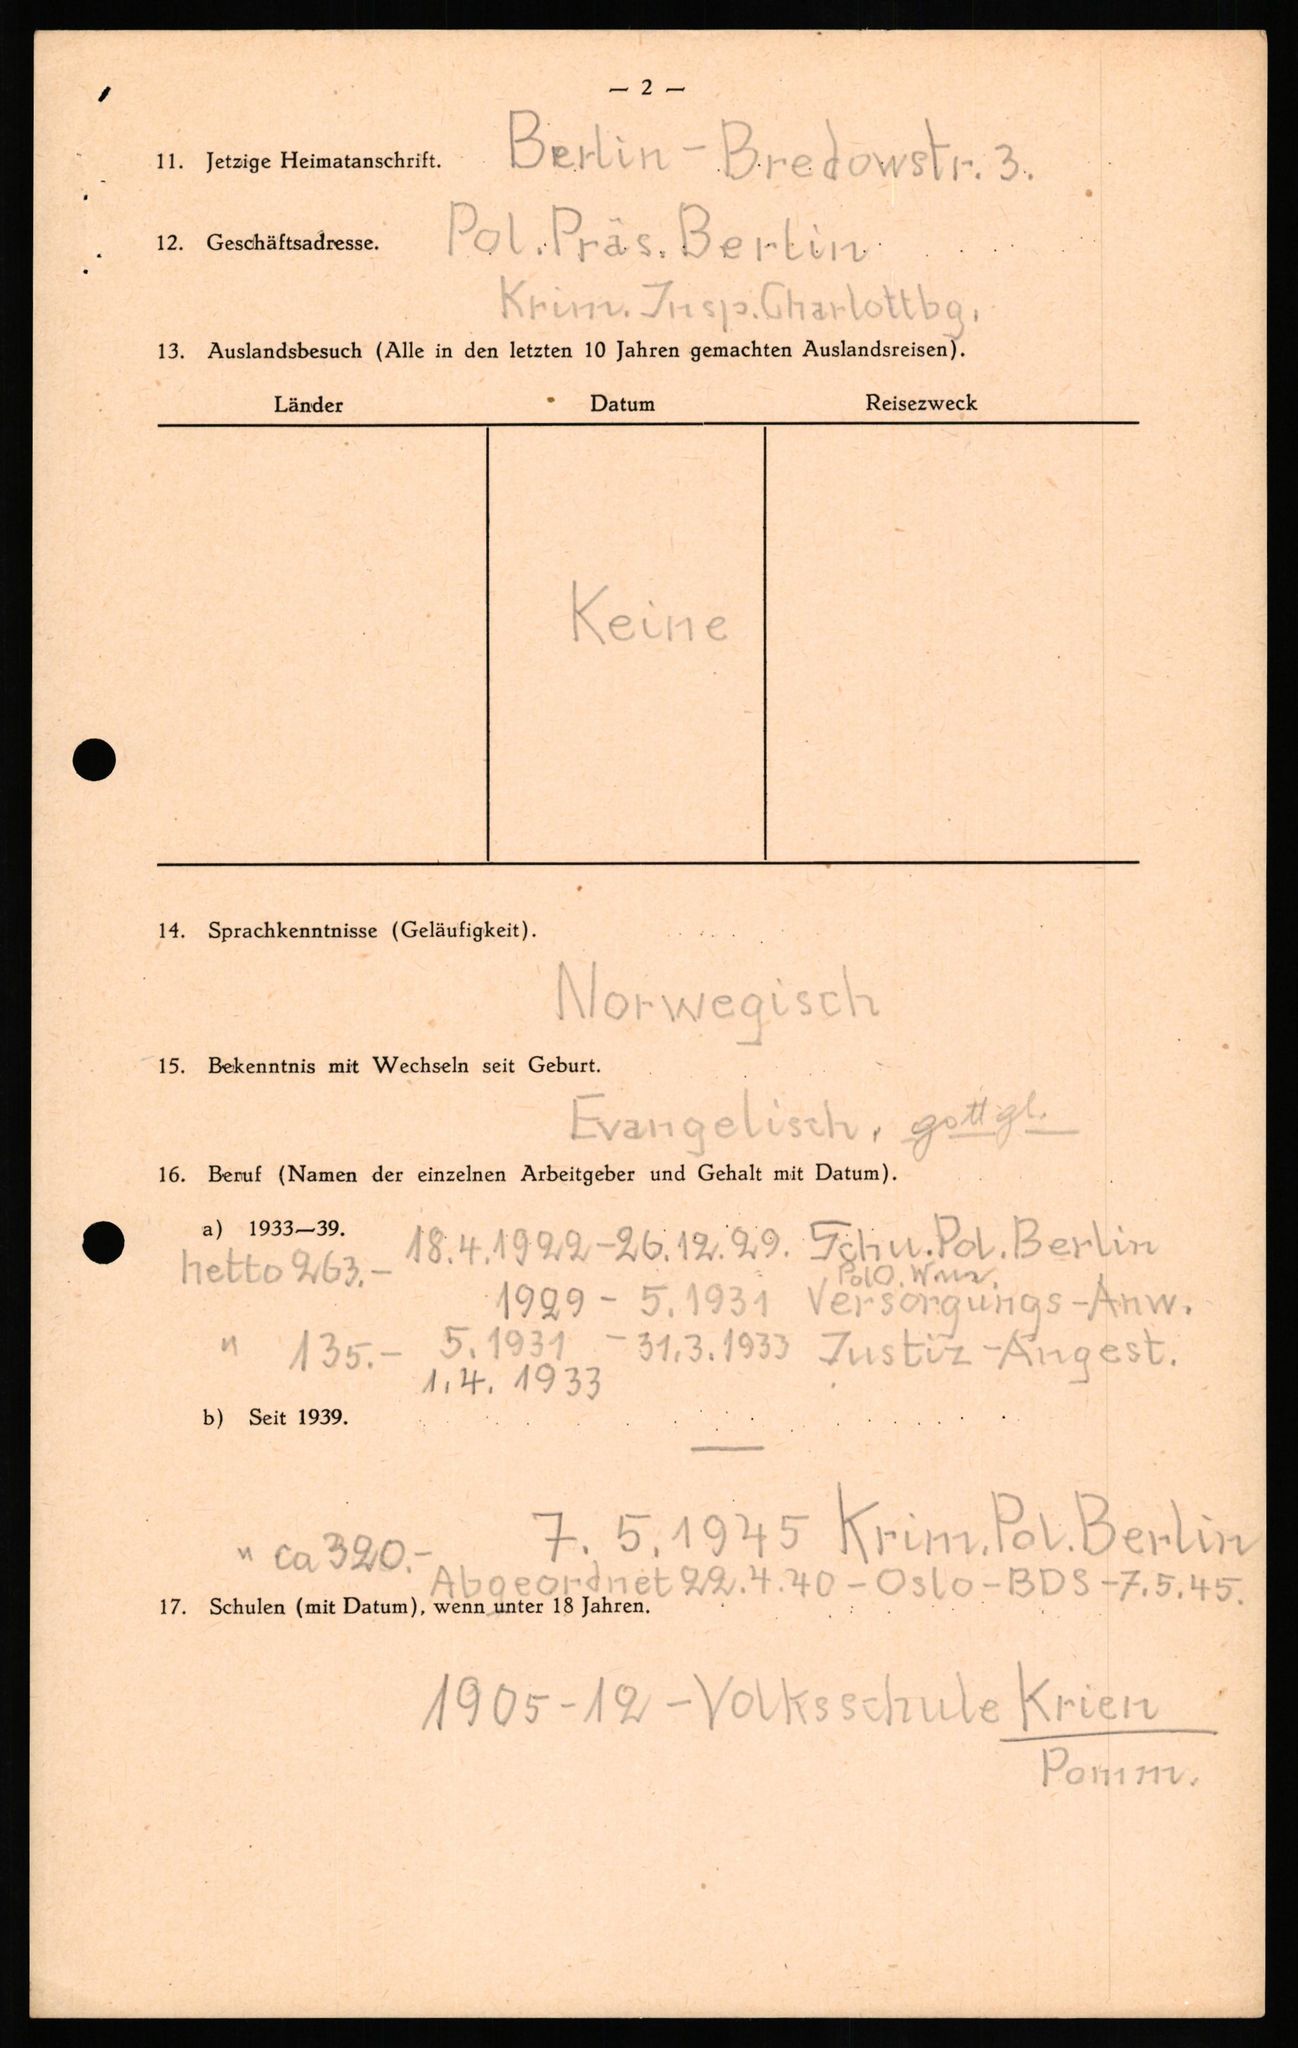 — 2 —
11. Jetzige Heimatanschrift. Berlin - Bredowstr. 3.
12. Geschäftsadresse. Pol. Präs. Berlin
Krim. Insp. Charlottbg.
13. Auslandsbesuch (Alle in den letzten 10 Jahren gemachten Auslandsreisen).
Länder Datum Reisezweck
Keine
14. Sprachkenntnisse (Geläufigkeit).
Norwegisch
15. Bekenntnis mit Wechseln seit Geburt.
Evangelisch, gottgl.
16. Beruf (Namen der einzelnen Arbeitgeber und Gehalt mit Datum).
a) 1933—39. 18.4.1922 - 26.12.29. Schu. Pol. Berlin
netto 263.-
PolO.
1929 - 5.1931 Versorgungs-Anw.
" 135.- 5.1931 - 31.3.1933 Justiz-Angest.
1.4. 1933
b) Seit 1939.
—
7. 5. 1945 Krim. Pol. Berlin
" ca 320.-
Abgeordnet 22.4.40 - Oslo - BDS - 7.5.45.
17. Schulen (mit Datum), wenn unter 18 Jahren.
1905-12 - Volksschule Krien
Pomm.